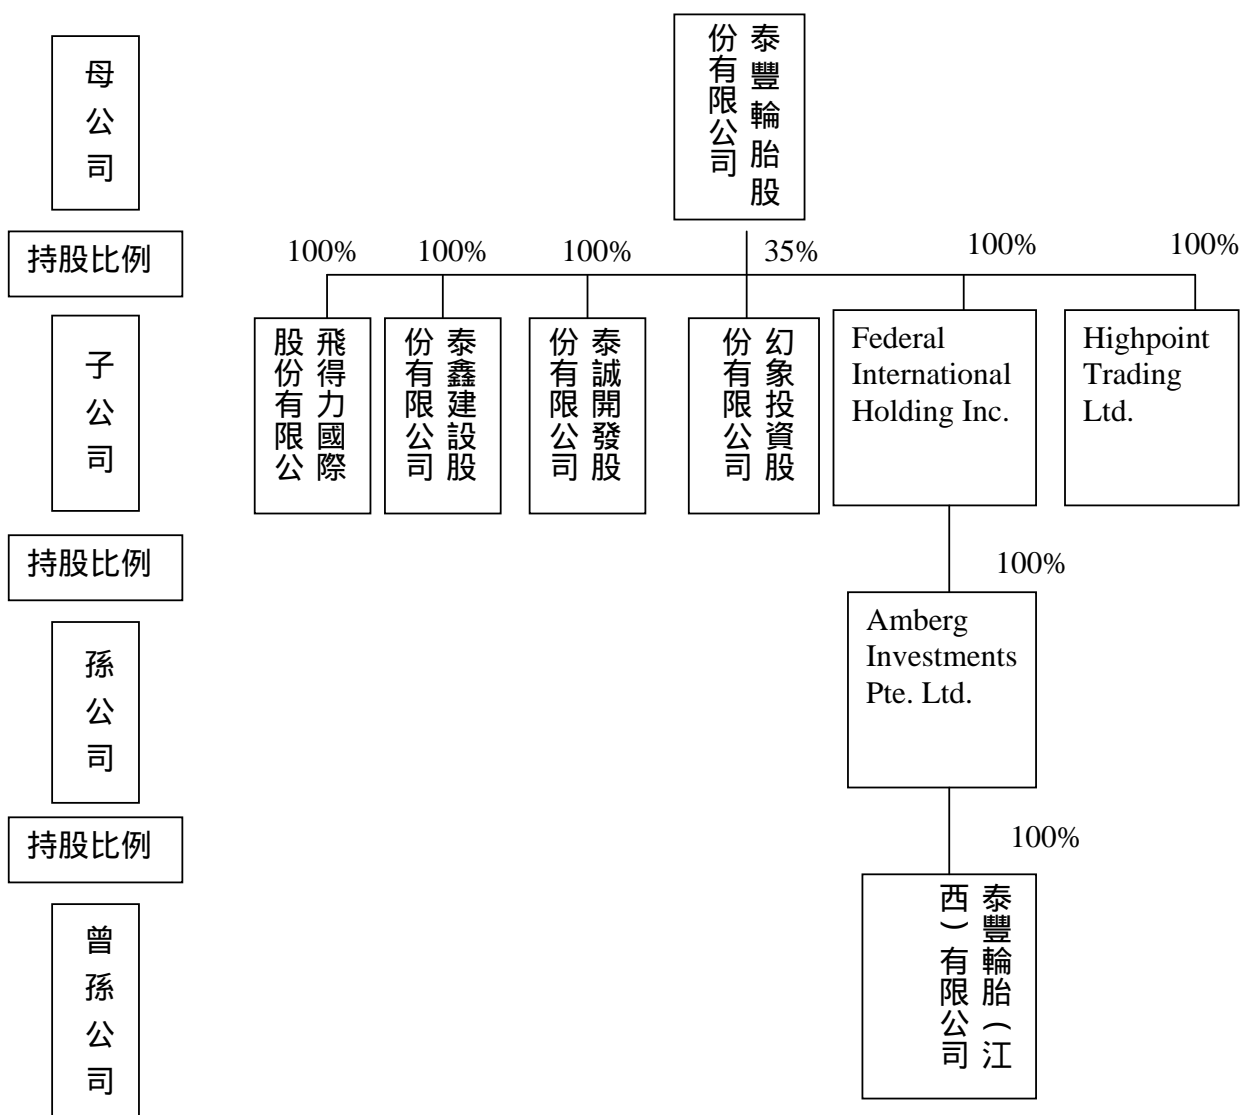 母公司
泰豐輪胎股
份有限公司
持股比例
100%
100%
100%
35%
100%
100%
子公司
飛得力國際
股份有限公
泰鑫建設股
份有限公司
泰誠開發股
份有限公司
幻象投資股
份有限公司
Federal
International
Holding Inc.
Highpoint
Trading
Ltd.
持股比例
100%
孫公司
Amberg
Investments
Pte. Ltd.
持股比例
100%
曾孫公司
泰豐輪胎(江
西)有限公司